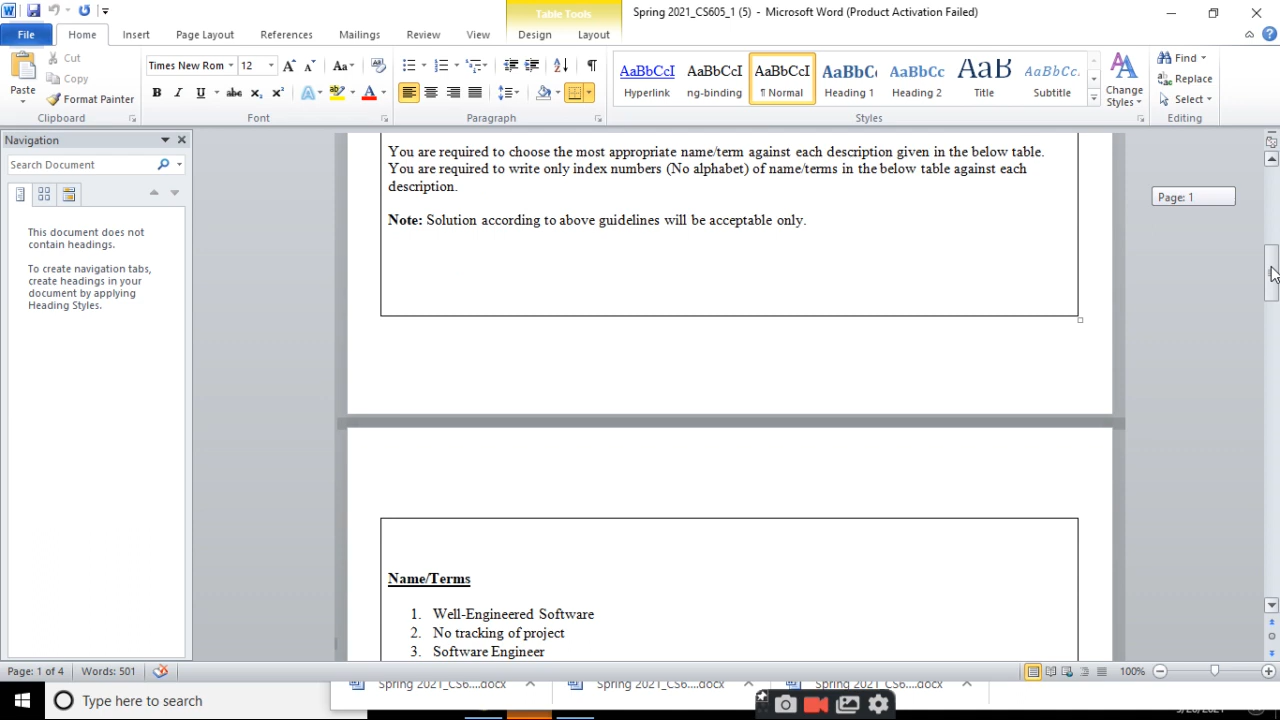 Table Tools
Spring 2021_CS605_1 (5) - Microsoft Word (Product Activation Failed)
File Home Insert Page Layout References Mailings Review View Design Layout
Paste
Cut
Copy
Format Painter
Clipboard
Times New Rom 12
Font
Paragraph
AaBbCcI AaBbCcI AaBbCcI AaBbC AaBbCc AaB AaBbCc.
Hyperlink ng-binding ¶ Normal Heading 1 Heading 2 Title Subtitle
Change
Styles
Styles
Find
Replace
Select
Editing
Navigation
Search Document
This document does not
contain headings.
To create navigation tabs,
create headings in your
document by applying
Heading Styles.
You are required to choose the most appropriate name/term against each description given in the below table.
You are required to write only index numbers (No alphabet) of name/terms in the below table against each
description.
Note: Solution according to above guidelines will be acceptable only.
Page: 1
Name/Terms
1. Well-Engineered Software
2. No tracking of project
3. Software Engineer
Page: 1 of 4 Words: 501
100%
Spring 2021_CS6....docx Spring 2021_CS6....docx Spring 2021_CS6....docx
Type here to search